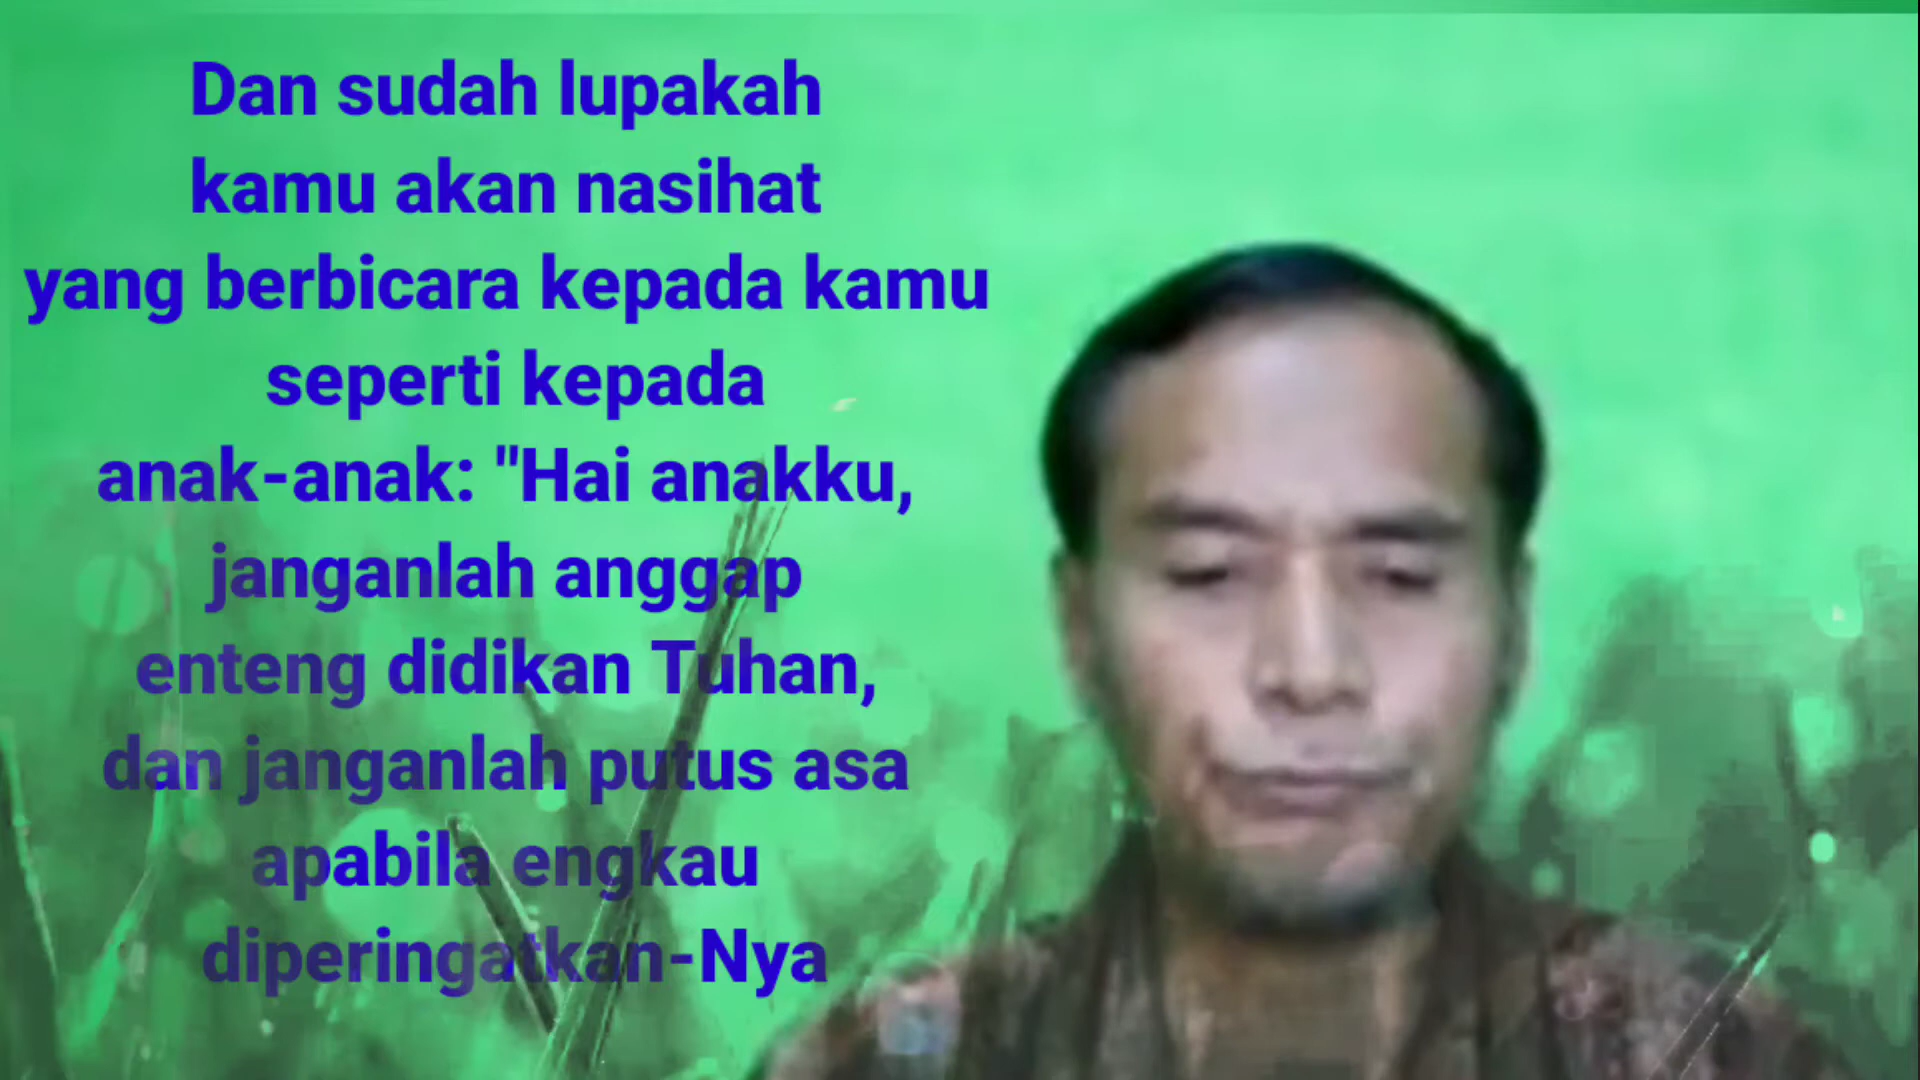 Dan sudah lupakah
kamu akan nasihat
yang berbicara kepada kamu
seperti kepada
anak-anak: "Hai anakku,
janganlah anggap
enteng didikan Tuhan,
dan janganlah putus asa
apabila engkau
diperingatkan-Nya